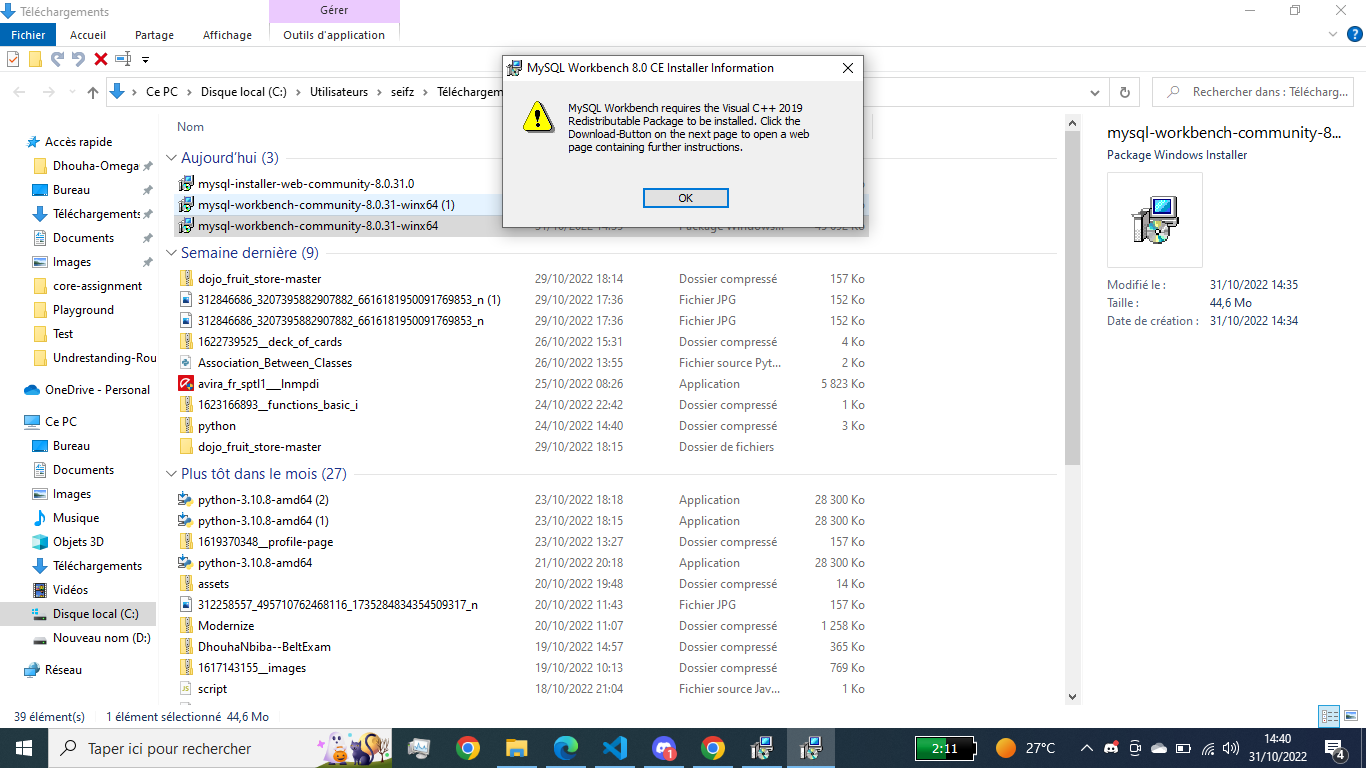 Téléchargements
Gérer
Fichier
Accueil
Partage
Affichage
Outils d'application
Ce PC
Disque local (C:)
Utilisateurs
seifz
Téléchargem
Rechercher dans : Télécharg...
MySQL Workbench 8.0 CE Installer Information
MySQL Workbench requires the Visual C++ 2019
Redistributable Package to be installed. Click the
Download-Button on the next page to open a web
page containing further instructions.
OK
Accès rapide
Dhouha-Omega
Bureau
Téléchargements
Documents
Images
core-assignment
Playground
Test
Undrestanding-Rou
OneDrive - Personal
Ce PC
Bureau
Documents
Images
Musique
Objets 3D
Téléchargements
Vidéos
Disque local (C:)
Nouveau nom (D:)
Réseau
Nom
Aujourd'hui (3)
mysql-installer-web-community-8.0.31.0
mysql-workbench-community-8.0.31-winx64 (1)
mysql-workbench-community-8.0.31-winx64
Semaine dernière (9)
dojo_fruit_store-master 29/10/2022 18:14 Dossier compressé 157 Ko
312846686_3207395882907882_6616181950091769853_n (1) 29/10/2022 17:36 Fichier JPG 152 Ko
312846686_3207395882907882_6616181950091769853_n 29/10/2022 17:36 Fichier JPG 152 Ko
1622739525__deck_of_cards 26/10/2022 15:31 Dossier compressé 4 Ko
Association_Between_Classes 26/10/2022 13:55 Fichier source Pyt... 2 Ko
avira_fr_sptl1___lnmpdi 25/10/2022 08:26 Application 5 823 Ko
1623166893__functions_basic_i 24/10/2022 22:42 Dossier compressé 1 Ko
python 24/10/2022 14:40 Dossier compressé 3 Ko
dojo_fruit_store-master 29/10/2022 18:15 Dossier de fichiers
Plus tôt dans le mois (27)
python-3.10.8-amd64 (2) 23/10/2022 18:18 Application 28 300 Ko
python-3.10.8-amd64 (1) 23/10/2022 18:15 Application 28 300 Ko
1619370348__profile-page 23/10/2022 13:27 Dossier compressé 157 Ko
python-3.10.8-amd64 21/10/2022 20:18 Application 28 300 Ko
assets 20/10/2022 19:48 Dossier compressé 14 Ko
312258557_495710762468116_1735284834354509317_n 20/10/2022 11:43 Fichier JPG 157 Ko
Modernize 20/10/2022 11:07 Dossier compressé 1 258 Ko
DhouhaNbiba--BeltExam 19/10/2022 14:57 Dossier compressé 365 Ko
1617143155__images 19/10/2022 10:13 Dossier compressé 769 Ko
script 18/10/2022 21:04 Fichier source Jav... 1 Ko
mysql-workbench-community-8...
Package Windows Installer
Modifié le : 31/10/2022 14:35
Taille : 44,6 Mo
Date de création : 31/10/2022 14:34
39 élément(s)
1 élément sélectionné 44,6 Mo
Taper ici pour rechercher
2:11
27°C
14:40
31/10/2022
4